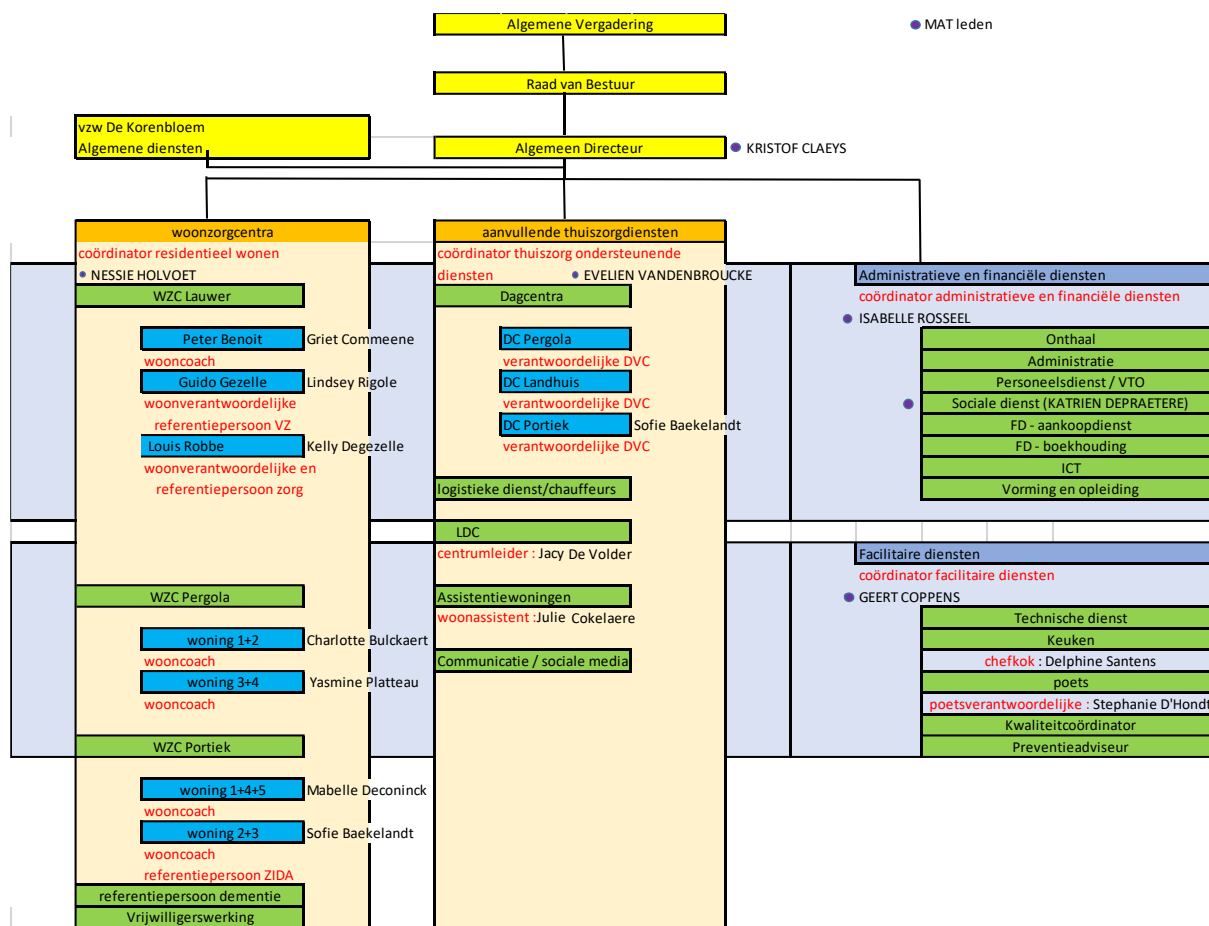 Algemene Vergadering
MAT leden
Raad van Bestuur
vzw De Korenbloem
Algemene diensten
Algemeen Directeur
KRISTOF CLAEYS
woonzorgcentra
coördinator residentieel wonen
NESSIE HOLVOET
WZC Lauwer
Peter Benoit
Griet Commeene
wooncoach
Guido Gezelle
Lindsey Rigole
woonverantwoordelijke
referentiepersoon VZ
Louis Robbe
Kelly Degezelle
woonverantwoordelijke en
referentiepersoon zorg
WZC Pergola
woning 1+2
Charlotte Bulckaert
wooncoach
woning 3+4
Yasmine Platteau
wooncoach
WZC Portiek
woning 1+4+5
Mabelle Deconinck
wooncoach
woning 2+3
Sofie Baekelandt
wooncoach
referentiepersoon ZIDA
referentiepersoon dementie
Vrijwilligerswerking
aanvullende thuiszorgdiensten
coördinator thuiszorg ondersteunende
diensten
EVELIEN VANDENBROUCKE
Dagcentra
DC Pergola
verantwoordelijke DVC
DC Landhuis
verantwoordelijke DVC
DC Portiek
Sofie Baekelandt
verantwoordelijke DVC
logistieke dienst/chauffeurs
LDC
centrumleider : Jacy De Volder
Assistentiewoningen
woonassistent :Julie Cokelaere
Communicatie / sociale media
Administratieve en financiële diensten
coördinator administratieve en financiële diensten
ISABELLE ROSSEEL
Onthaal
Administratie
Personeelsdienst / VTO
Sociale dienst (KATRIEN DEPRAETERE)
FD - aankoopdienst
FD - boekhouding
ICT
Vorming en opleiding
Facilitaire diensten
coördinator facilitaire diensten
GEERT COPPENS
Technische dienst
Keuken
chefkok : Delphine Santens
poets
poetsverantwoordelijke : Stephanie D'Hondt
Kwaliteitcoördinator
Preventieadviseur